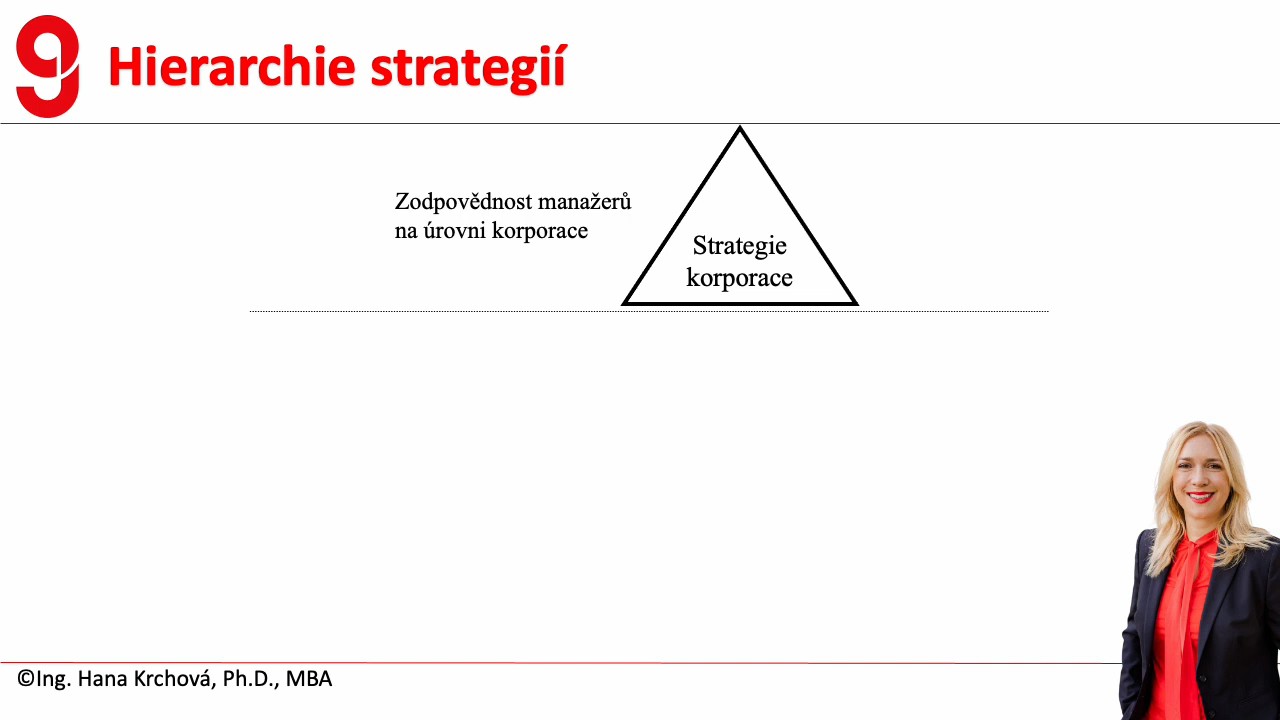 Hierarchie strategií
Zodpovědnost manažerů
na úrovni korporace
Strategie
korporace
©Ing. Hana Krchová, Ph.D., MBA